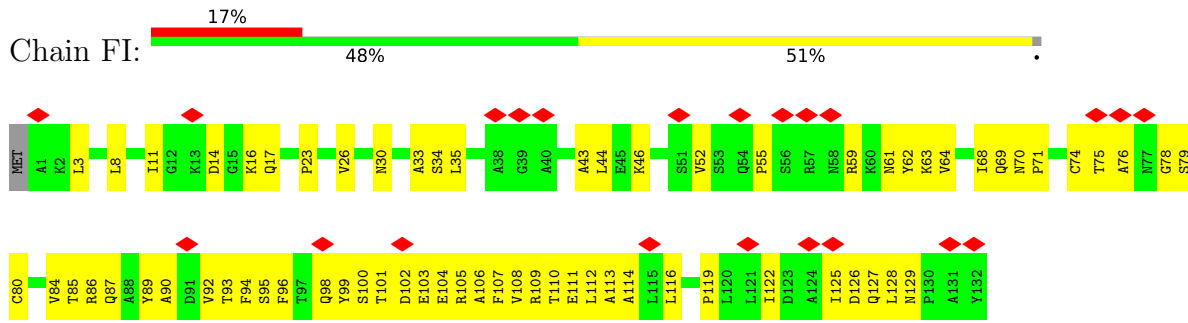 17%
Chain FI:
48% 51% .
MET A1 K2 L3 L8 I11 G12 K13 D14 G15 K16 Q17 P23 V26 N30 A33 S34 L35 A38 G39 A40 A43 L44 E45 K46 S51 V52 S53 Q54 P55 S56 R57 N58 R59 K60 N61 Y62 K63 V64 I68 Q69 N70 P71 C74 T75 A76 N77 G78 S79
C80 V84 T85 R86 Q87 A88 Y89 A90 D91 V92 T93 F94 S95 F96 T97 Q98 Y99 S100 T101 D102 E103 E104 R105 A106 F107 V108 R109 T110 E111 L112 A113 A114 L115 L116 P119 L120 L121 I122 D123 A124 I125 D126 Q127 L128 N129 P130 A131 Y132